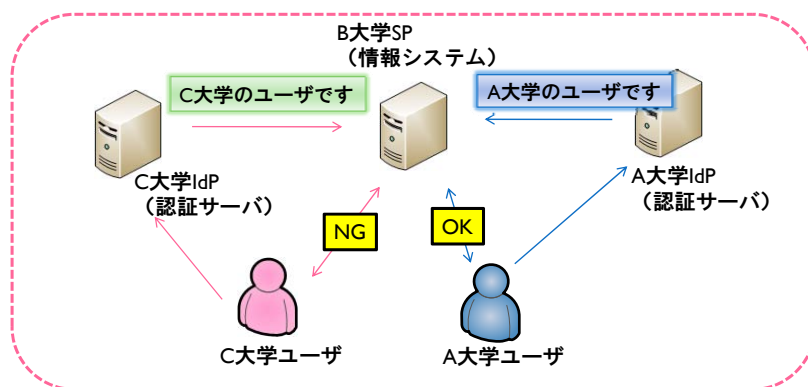 B大学SP
（情報システム）
C大学のユーザです
A大学のユーザです
C大学IdP
（認証サーバ）
A大学IdP
（認証サーバ）
NG
OK
C大学ユーザ
A大学ユーザ